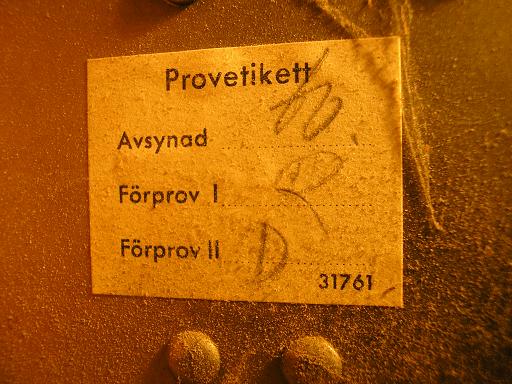 Provetikett
Avsynad
Förprov I
Förprov II D
31761